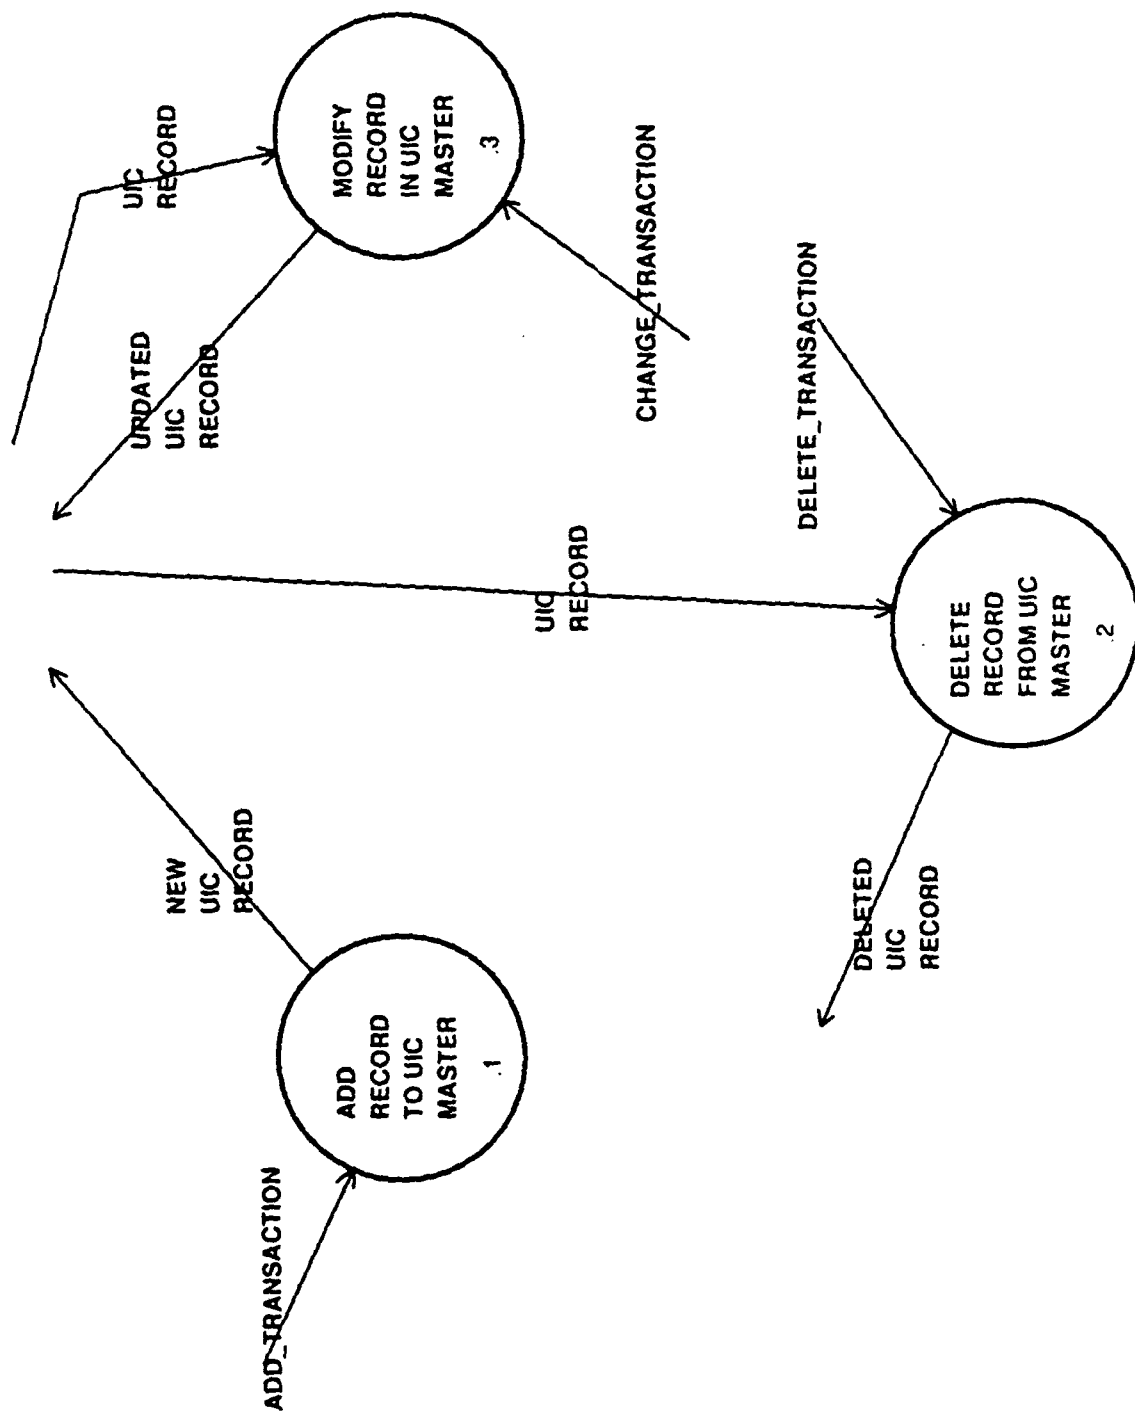 UPDATED
UIC
RECORD
UIC
RECORD
NEW
UIC
RECORD
ADD_TRANSACTION
ADD
RECORD
TO UIC
MASTER
.1
MODIFY
RECORD
IN UIC
MASTER
.3
UIC
RECORD
CHANGE_TRANSACTION
DELETE_TRANSACTION
DELETED
UIC
RECORD
DELETE
RECORD
FROM UIC
MASTER
.2